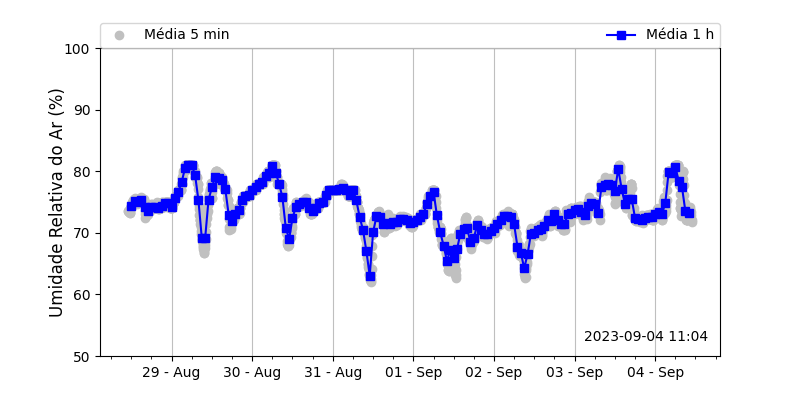 Média 5 min
Média 1 h
Umidade Relativa do Ar (%)
100
90
80
70
60
50
2023-09-04 11:04
29 - Aug
30 - Aug
31 - Aug
01 - Sep
02 - Sep
03 - Sep
04 - Sep